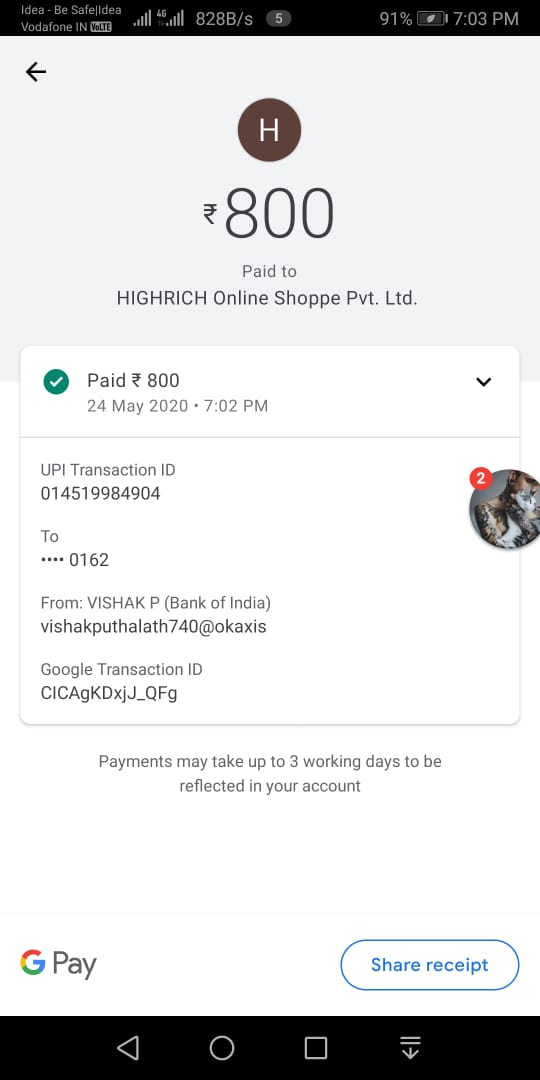 Idea - Be Safe|Idea
Vodafone IN VoLTE
4G
828B/s
5
91%
7:03 PM
H
₹800
Paid to
HIGHRICH Online Shoppe Pvt. Ltd.
Paid ₹ 800
24 May 2020 • 7:02 PM
UPI Transaction ID
014519984904
2
To
•••• 0162
From: VISHAK P (Bank of India)
vishakputhalath740@okaxis
Google Transaction ID
CICAgKDxjJ_QFg
Payments may take up to 3 working days to be
reflected in your account
G Pay
Share receipt